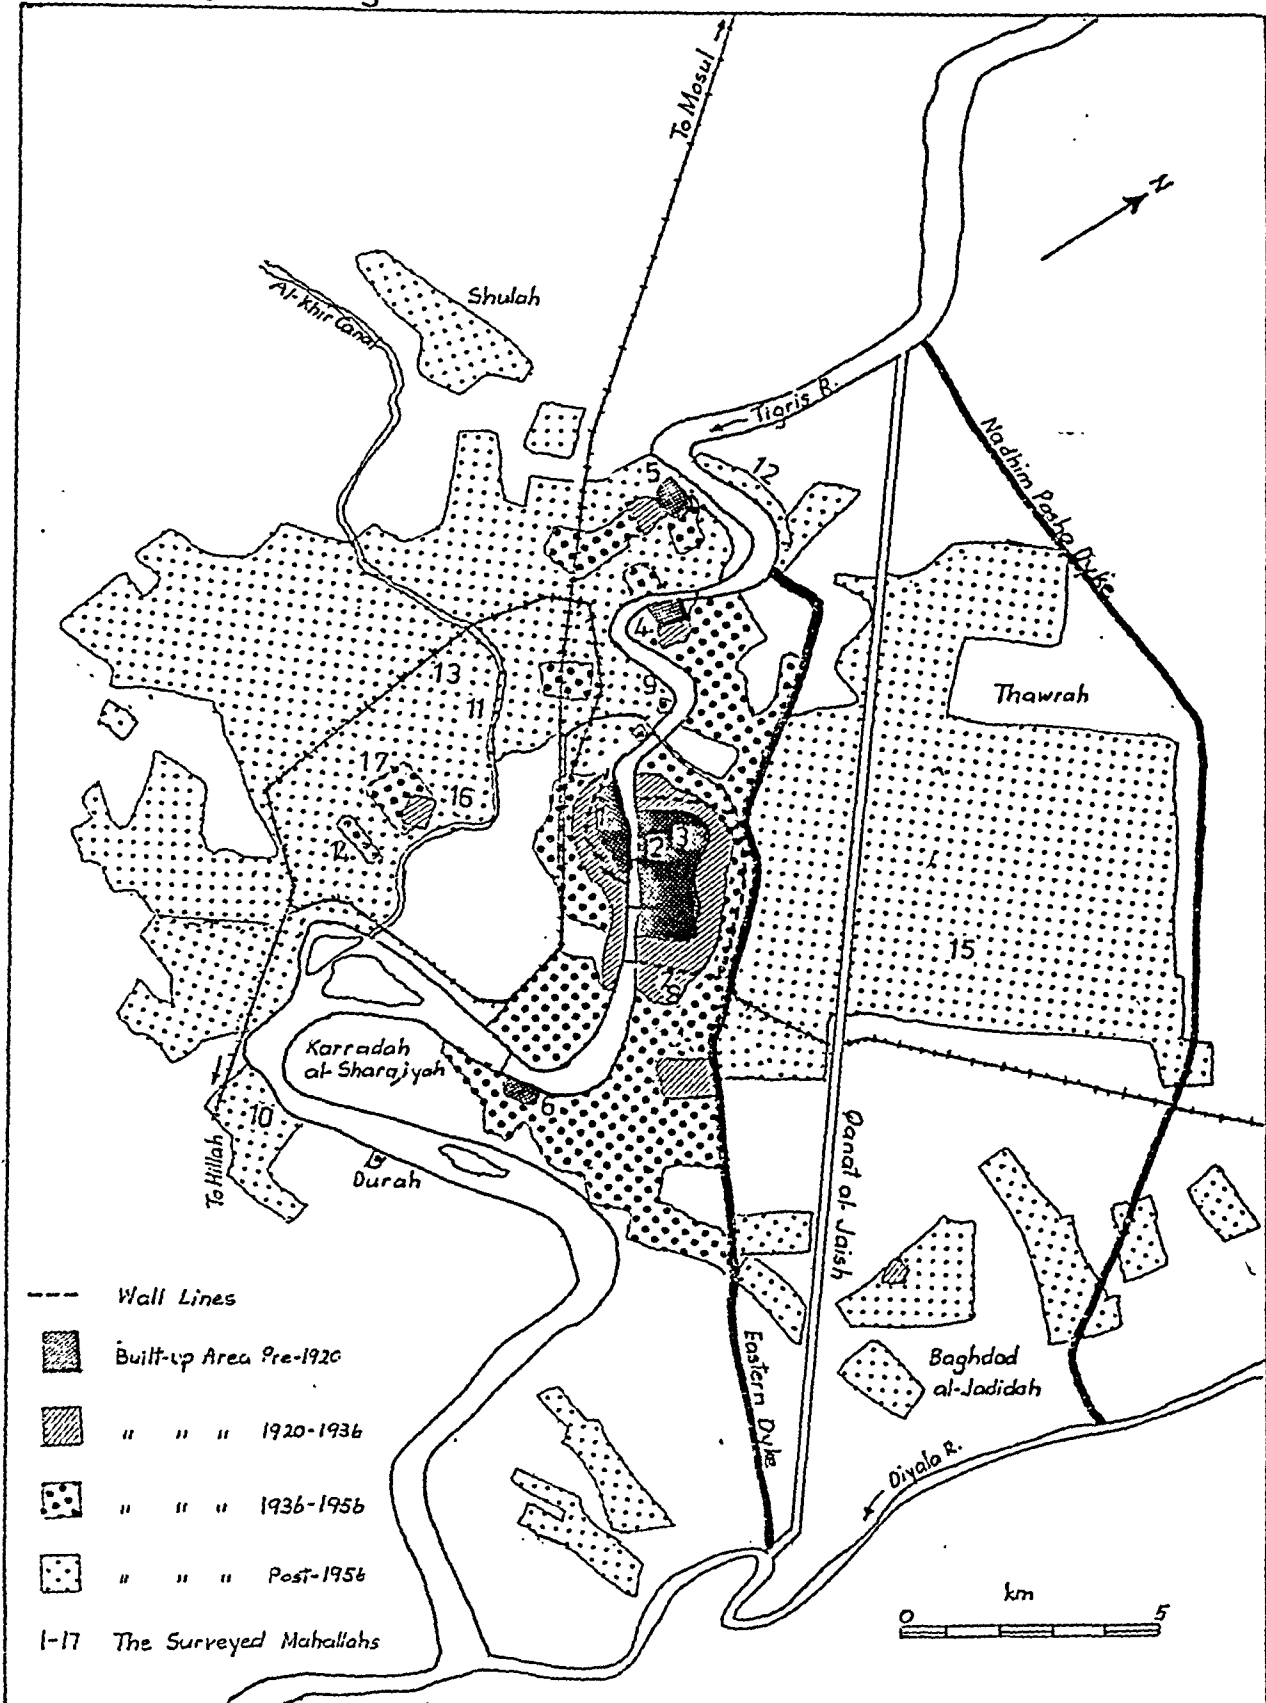 To Mosul
N
Al-Khir Canal
Shulah
Tigris R.
Nadhim Pasha Dyke
5
12
4
13
9
11
Thawrah
17
16
14
1
2
3
15
7
8
Karradah
al-Sharqiyah
6
10
To Hillah
Durah
Qanat al-Jaish
Eastern Dyke
Baghdad
al-Jadidah
Diyala R.
--- Wall Lines
Built-up Area Pre-1920
" " " 1920-1936
" " " 1936-1956
" " " Post-1956
1-17 The Surveyed Mahallahs
km
0 5